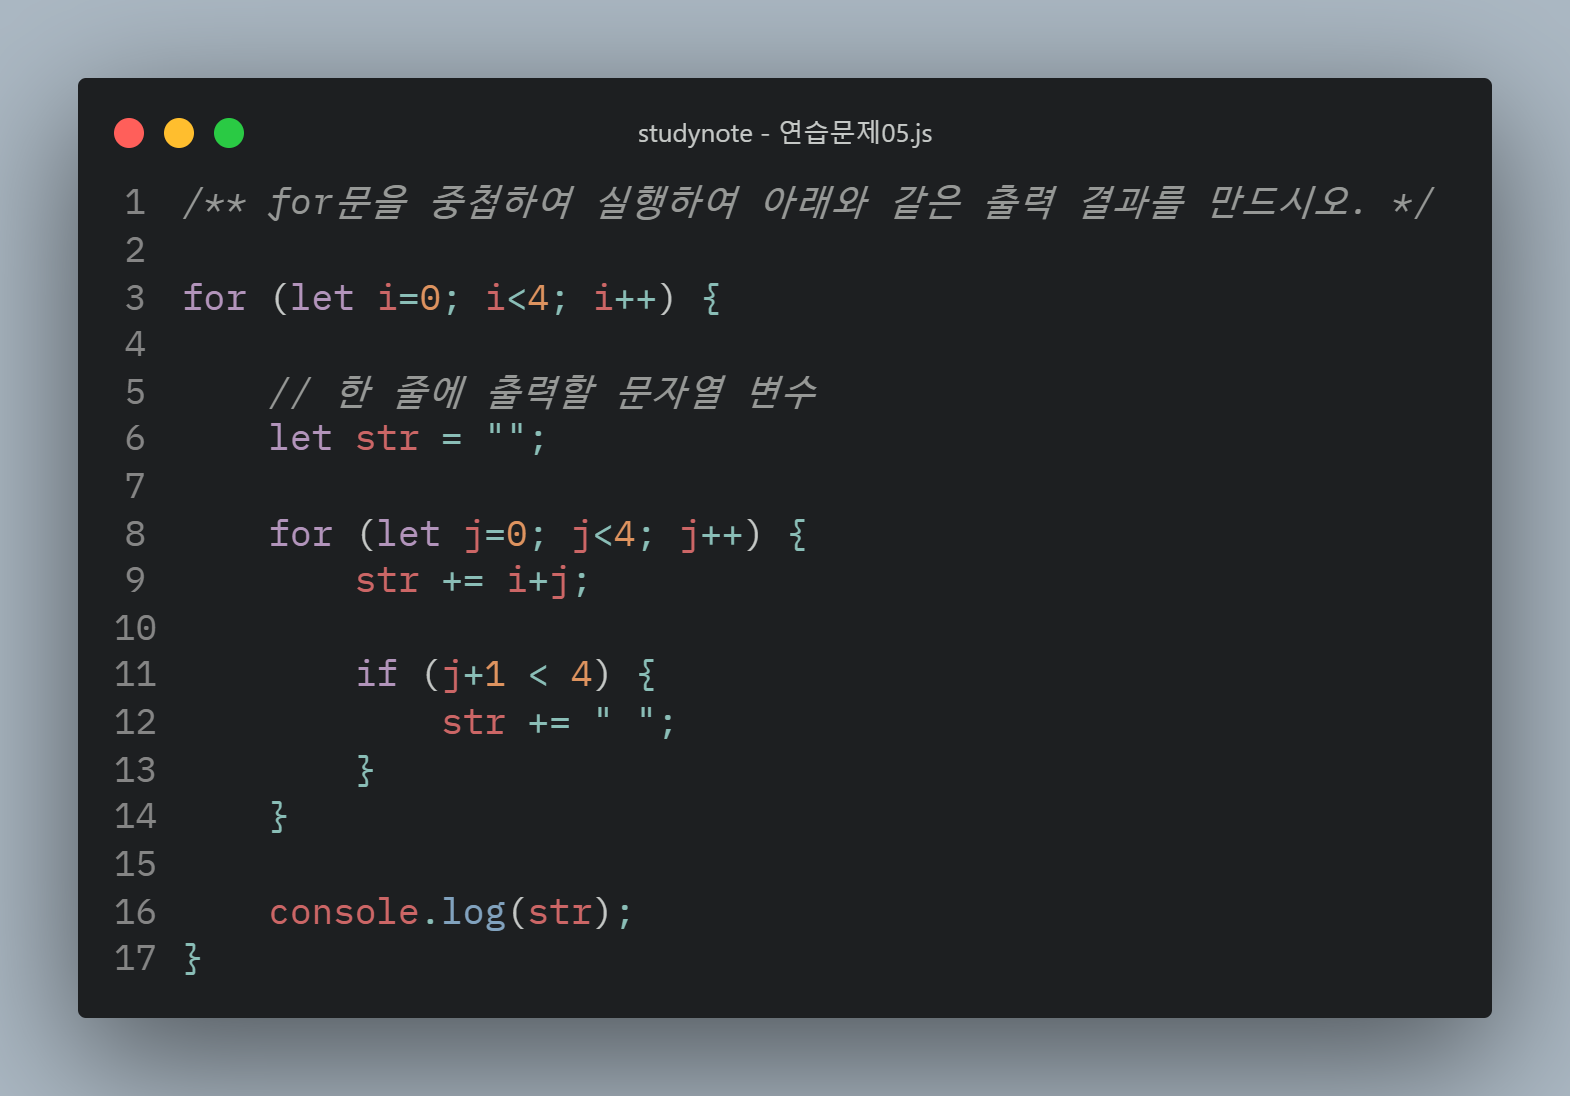 studynote - 연습문제05.js
1 /** for문을 중첩하여 실행하여 아래와 같은 출력 결과를 만드시오. */
2
3 for (let i=0; i<4; i++) {
4
5     // 한 줄에 출력할 문자열 변수
6     let str = "";
7
8     for (let j=0; j<4; j++) {
9         str += i+j;
10
11         if (j+1 < 4) {
12             str += " ";
13         }
14     }
15
16     console.log(str);
17 }